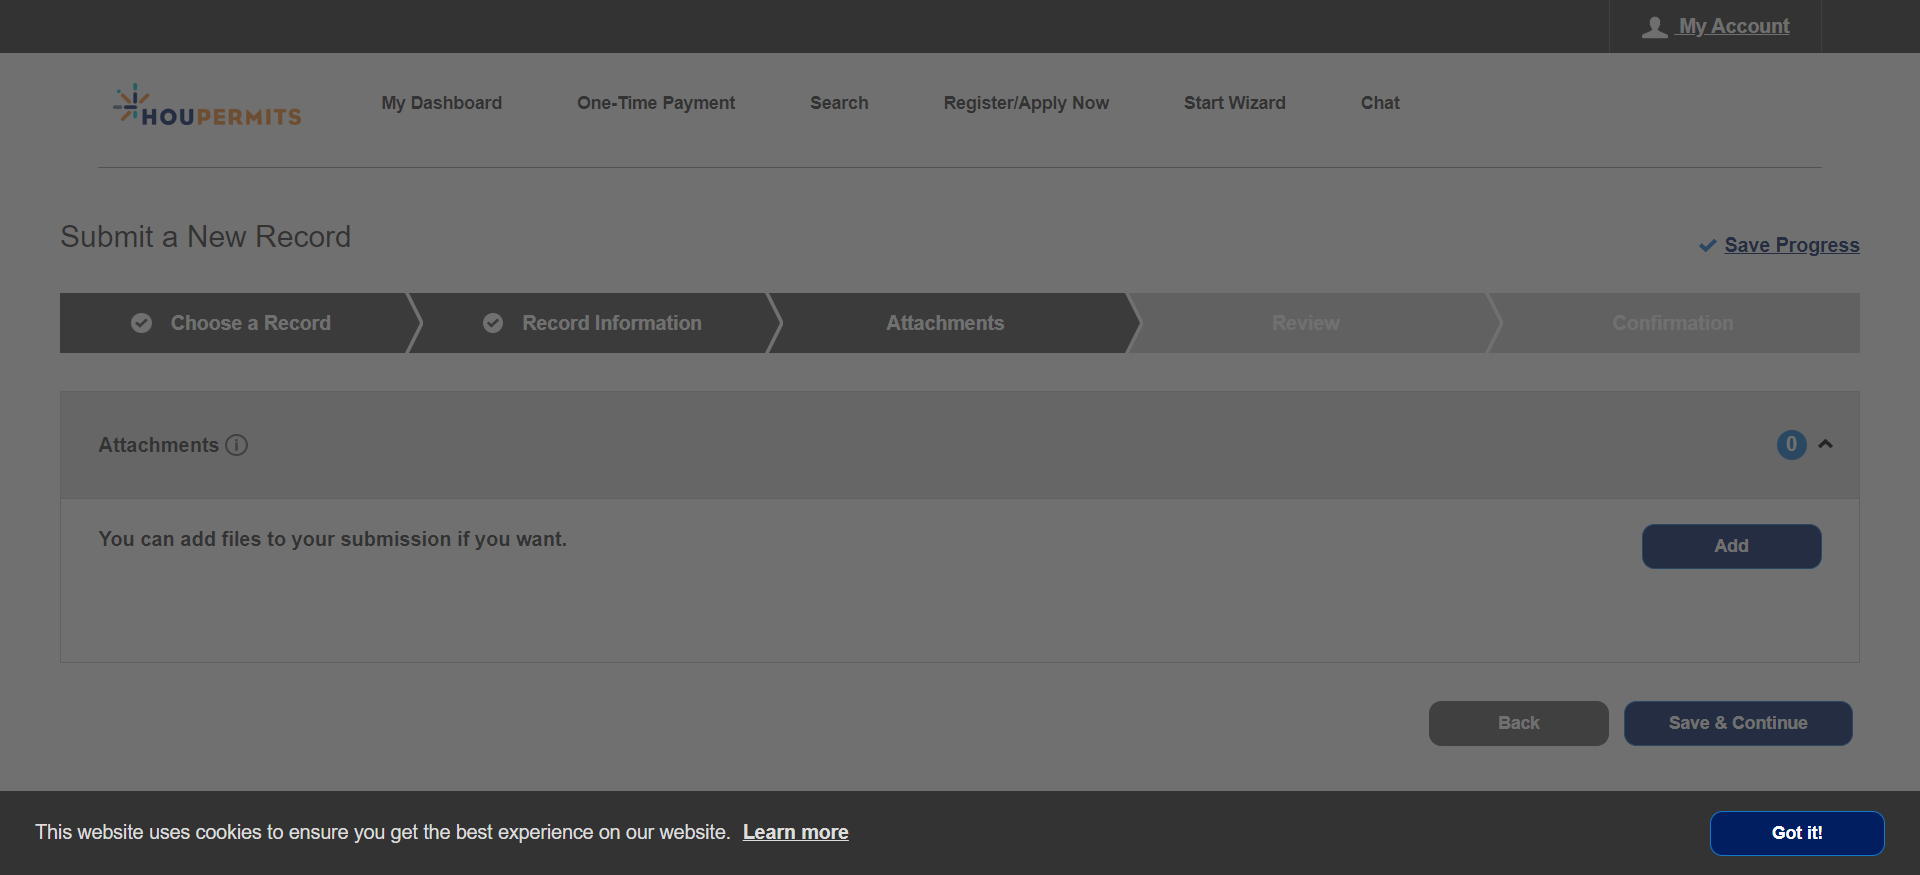 My Account
HOUPERMITS
My Dashboard
One-Time Payment
Search
Register/Apply Now
Start Wizard
Chat
Submit a New Record
Save Progress
Choose a Record
Record Information
Attachments
Review
Confirmation
Attachments
0
You can add files to your submission if you want.
Add
Back
Save & Continue
This website uses cookies to ensure you get the best experience on our website. Learn more
Got it!